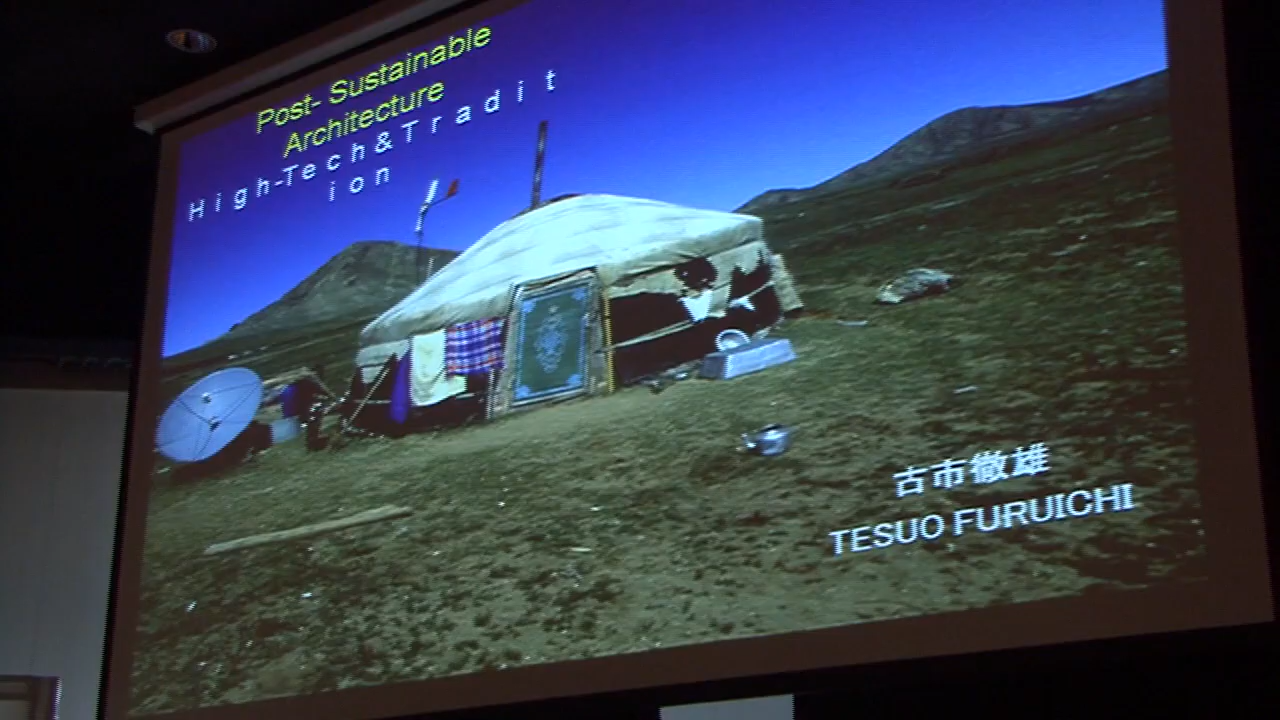 Post- Sustainable
Architecture
High-Tech&Tradit
ion
古市徹雄
TESUO FURUICHI